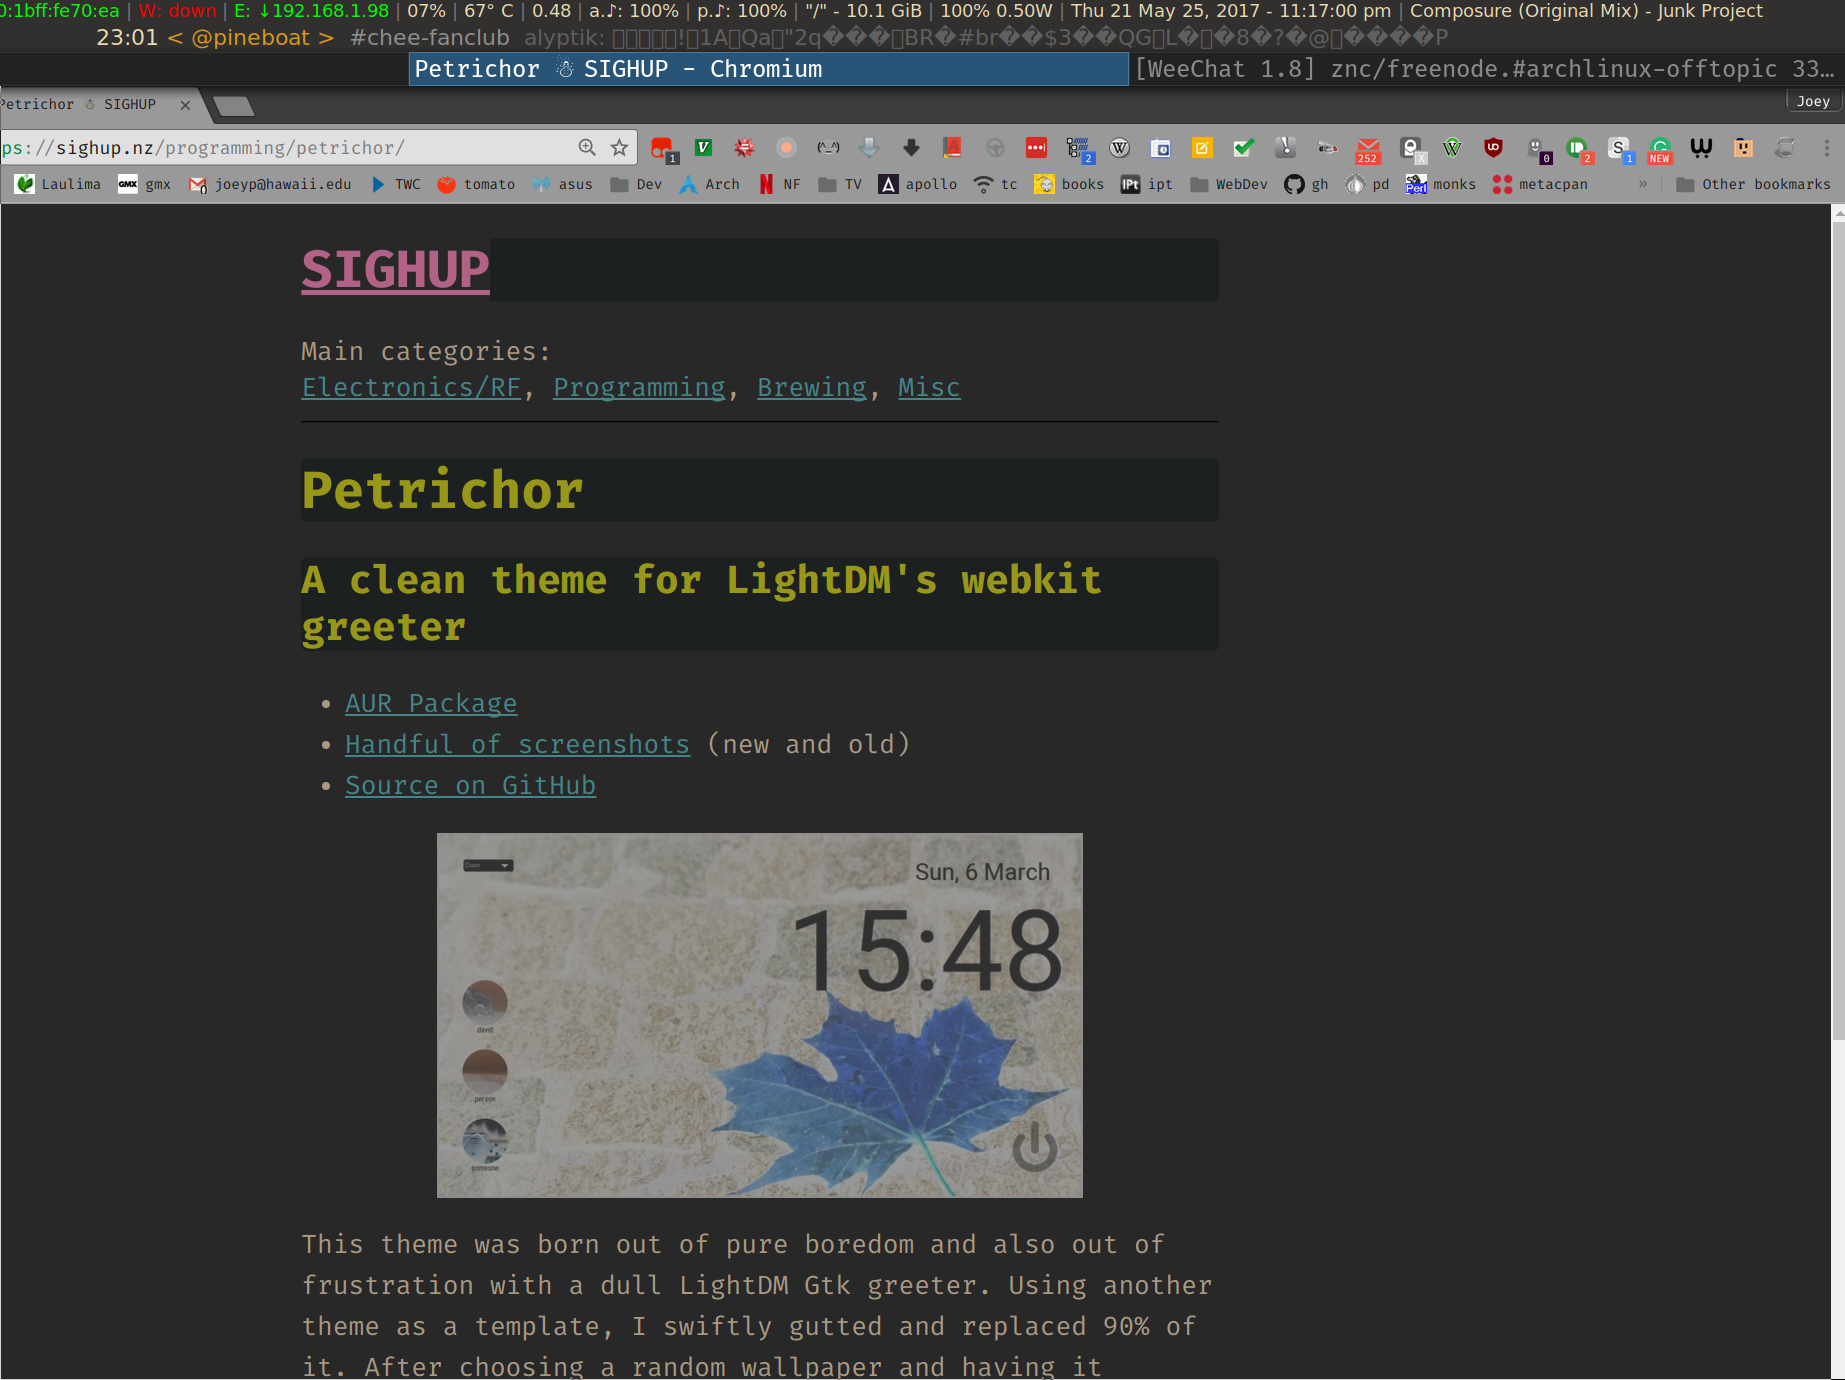 0:1bff:fe70:ea | W: down | E: ↓192.168.1.98 | 07% | 67° C | 0.48 | a.♪: 100% | p.♪: 100% | "/" - 10.1 GiB | 100% 0.50W | Thu 21 May 25, 2017 - 11:17:00 pm | Composure (Original Mix) - Junk Project
23:01 < @pineboat > #chee-fanclub alyptik:
Petrichor ☃ SIGHUP - Chromium [WeeChat 1.8] znc/freenode.#archlinux-offtopic 33…
Petrichor ☃ SIGHUP × Joey
ps://sighup.nz/programming/petrichor/
Laulima gmx joeyp@hawaii.edu TWC tomato asus Dev Arch NF TV apollo tc books ipt WebDev gh pd monks metacpan » Other bookmarks
SIGHUP
Main categories:
Electronics/RF, Programming, Brewing, Misc
Petrichor
A clean theme for LightDM's webkit
greeter
• AUR Package
• Handful of screenshots (new and old)
• Source on GitHub
Sun, 6 March
15:48
david
person
someone
This theme was born out of pure boredom and also out of
frustration with a dull LightDM Gtk greeter. Using another
theme as a template, I swiftly gutted and replaced 90% of
it. After choosing a random wallpaper and having it